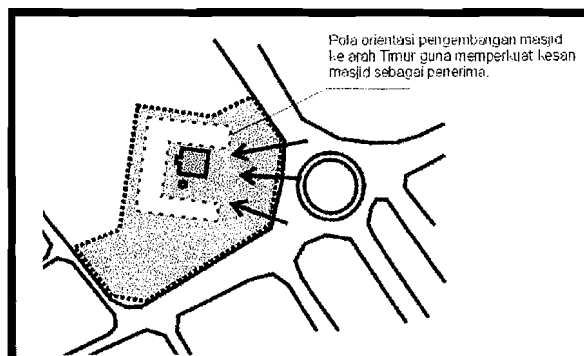 Pola orientasi pengembangan masjid
ke arah Timur guna memperkuat kesan
masjid sebagai penerima.